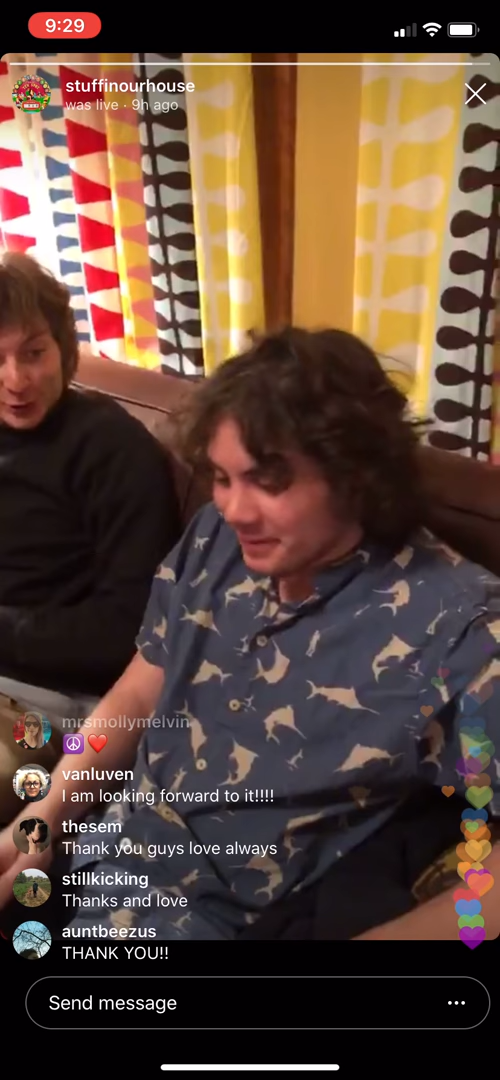 9:29
stuffinourhouse
was live · 9h ago
mrsmollymelvin
☮️❤️
vanluven
I am looking forward to it!!!!
thesem
Thank you guys love always
stillkicking
Thanks and love
auntbeezus
THANK YOU!!
Send message